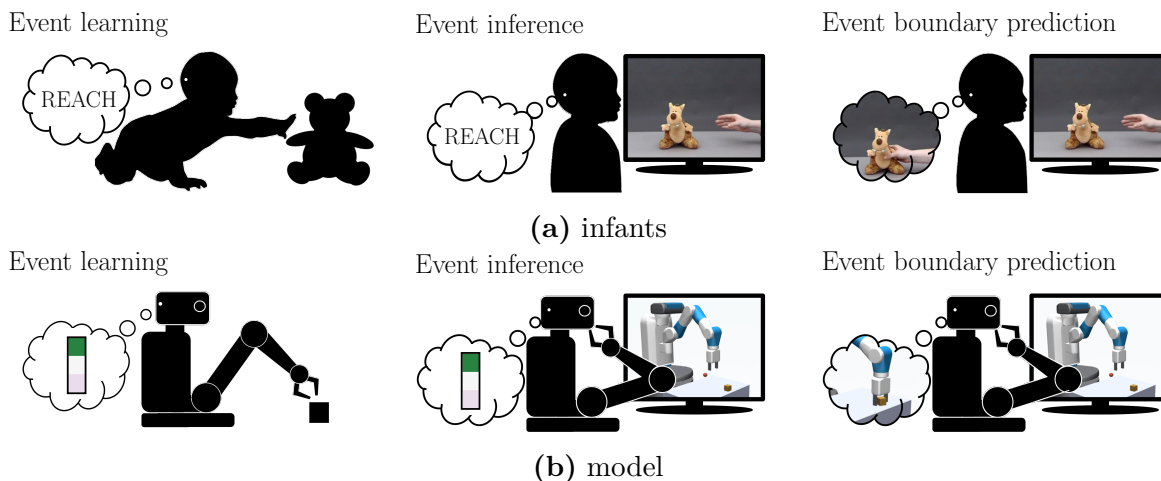 Event learning
Event inference
Event boundary prediction
REACH
REACH
(a) infants
Event learning
Event inference
Event boundary prediction
(b) model